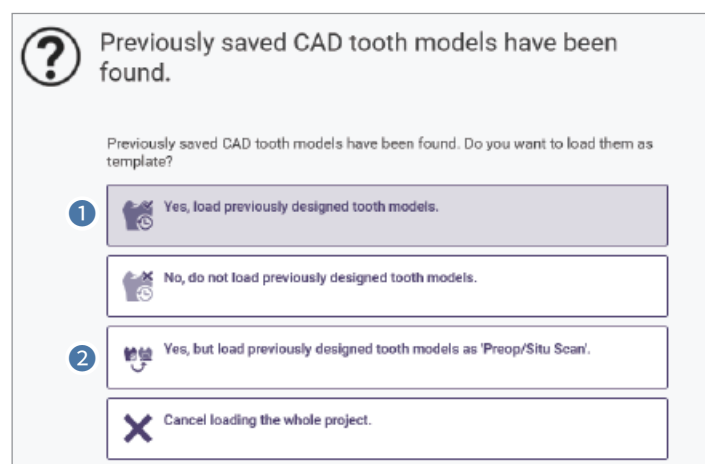 Previously saved CAD tooth models have been
found.
Previously saved CAD tooth models have been found. Do you want to load them as
template?
1
Yes, load previously designed tooth models.
No, do not load previously designed tooth models.
2
Yes, but load previously designed tooth models as 'Preop/Situ Scan'.
Cancel loading the whole project.